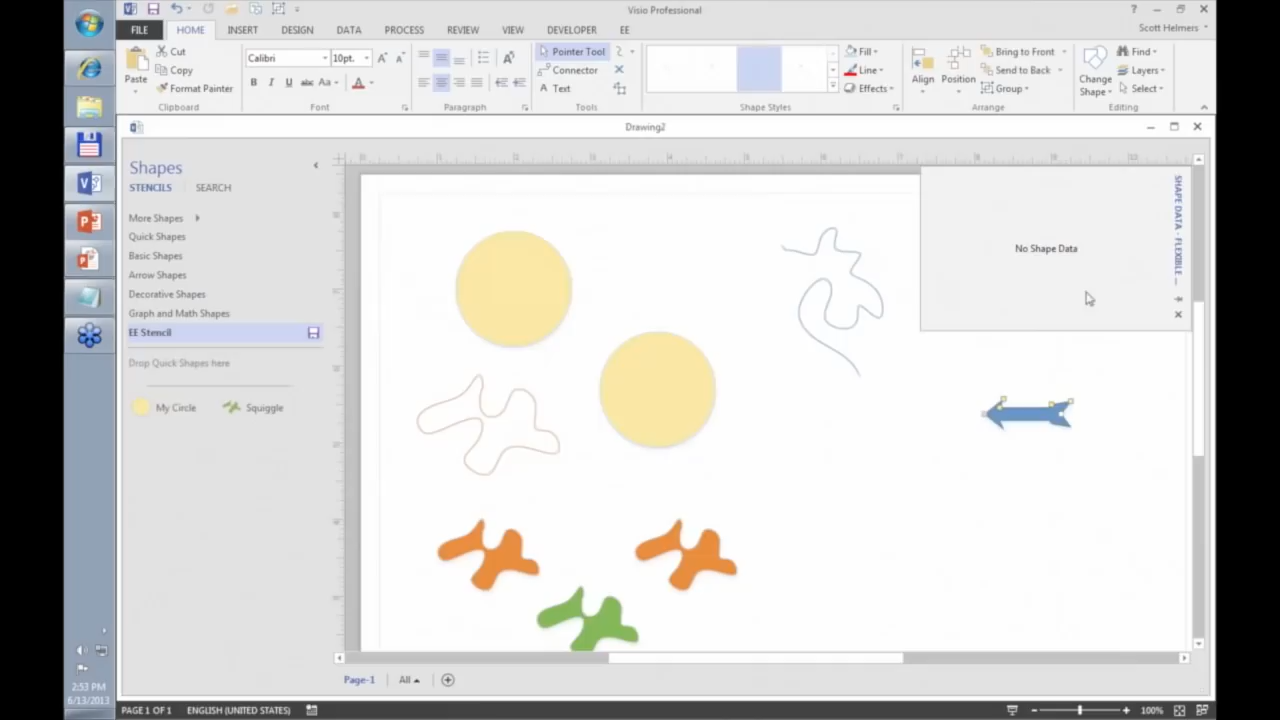 Visio Professional
?
Scott Helmers
FILE HOME INSERT DESIGN DATA PROCESS REVIEW VIEW DEVELOPER EE
Paste
Cut
Copy
Format Painter
Clipboard
Calibri 10pt.
B I U abc Aa A
Font
Paragraph
Pointer Tool
Connector
A Text
Tools
Shape Styles
Fill
Line
Effects
Align
Position
Bring to Front
Send to Back
Group
Arrange
Change Shape
Find
Layers
Select
Editing
Drawing2
Shapes
STENCILS SEARCH
More Shapes
Quick Shapes
Basic Shapes
Arrow Shapes
Decorative Shapes
Graph and Math Shapes
EE Stencil
Drop Quick Shapes here
My Circle Squiggle
No Shape Data
SHAPE DATA - FLEXIBLE ...
Page-1 All
PAGE 1 OF 1 ENGLISH (UNITED STATES) 100%
2:53 PM
6/13/2013